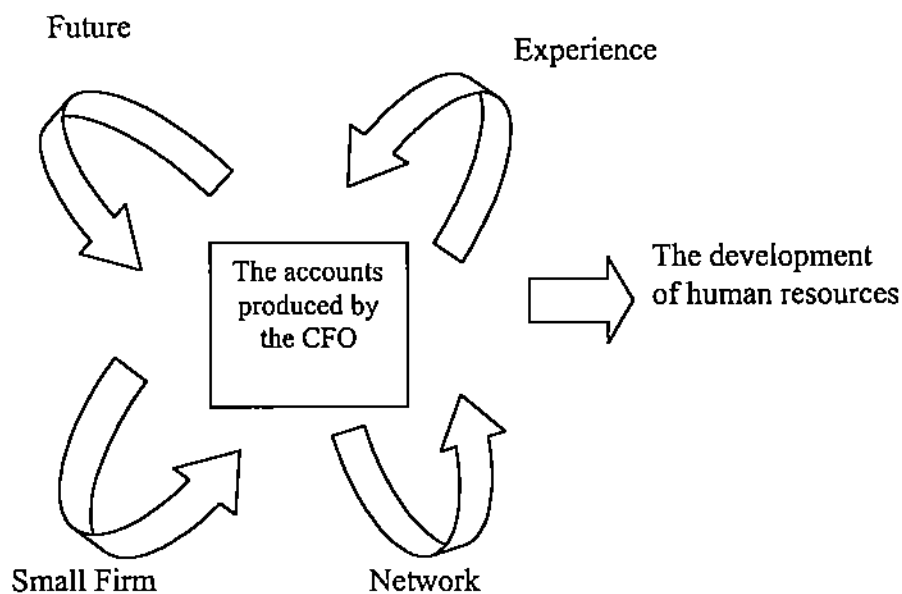 Future
Experience
The accounts
produced by
the CFO
The development
of human resources
Small Firm
Network